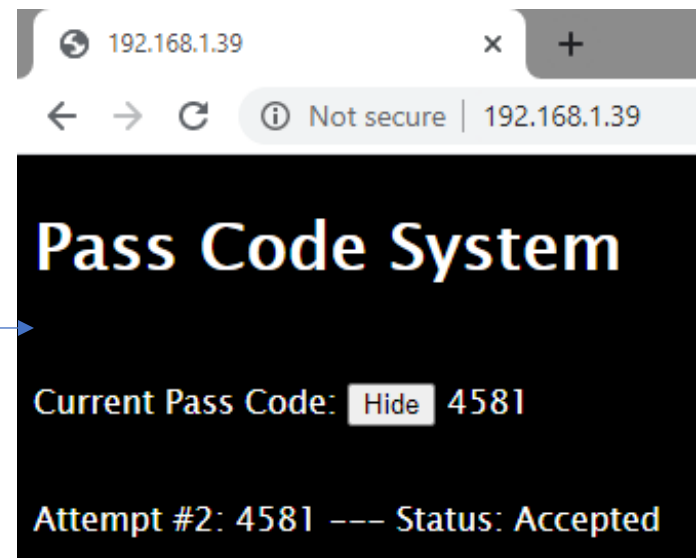 192.168.1.39
Not secure | 192.168.1.39
Pass Code System
Current Pass Code: Hide 4581
Attempt #2: 4581 --- Status: Accepted